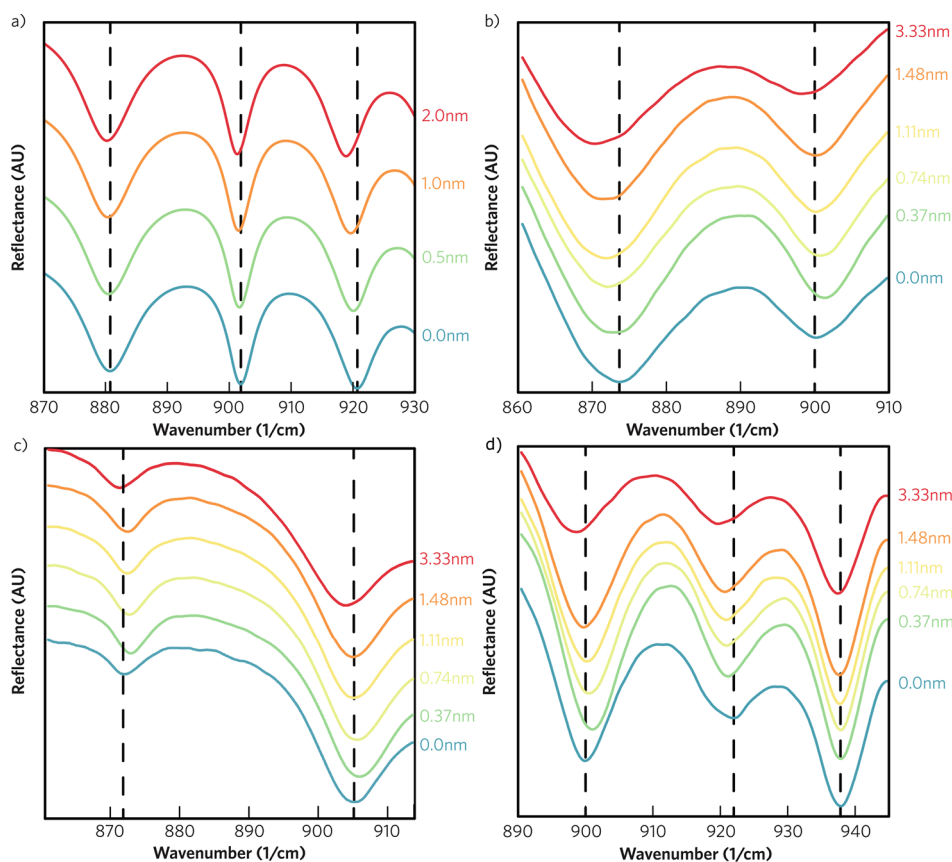 a)
Reflectance (AU)
2.0nm
1.0nm
0.5nm
0.0nm
870 880 890 900 910 920 930
Wavenumber (1/cm)
b)
Reflectance (AU)
3.33nm
1.48nm
1.11nm
0.74nm
0.37nm
0.0nm
860 870 880 890 900 910
Wavenumber (1/cm)
c)
Reflectance (AU)
3.33nm
1.48nm
1.11nm
0.74nm
0.37nm
0.0nm
870 880 890 900 910
Wavenumber (1/cm)
d)
Reflectance (AU)
3.33nm
1.48nm
1.11nm
0.74nm
0.37nm
0.0nm
890 900 910 920 930 940
Wavenumber (1/cm)